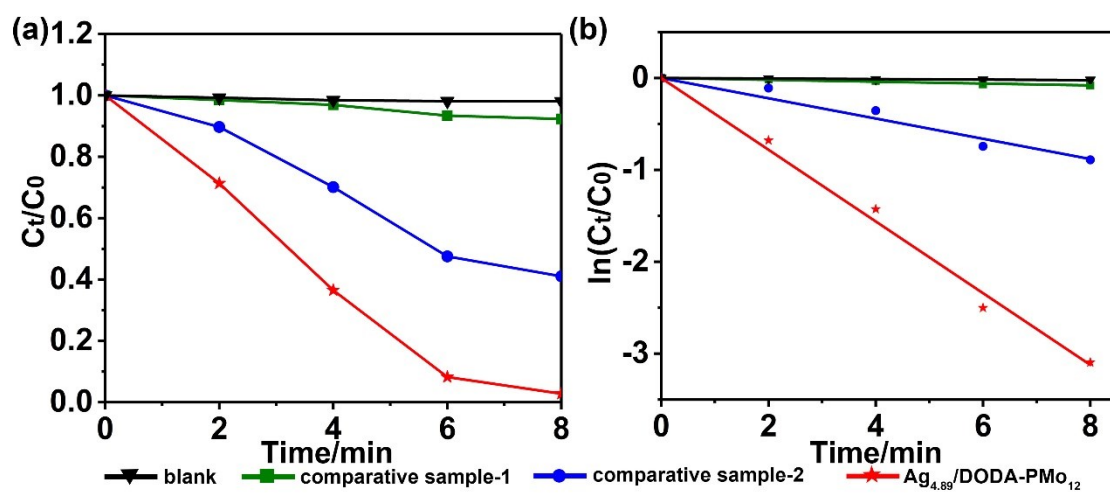 (a)
1.2
1.0
0.8
0.6
0.4
0.2
0.0
Ct/C0
0 2 4 6 8
Time/min
(b)
0
-1
-2
-3
ln(Ct/C0)
0 2 4 6 8
Time/min
blank comparative sample-1 comparative sample-2 Ag4.89/DODA-PMo12